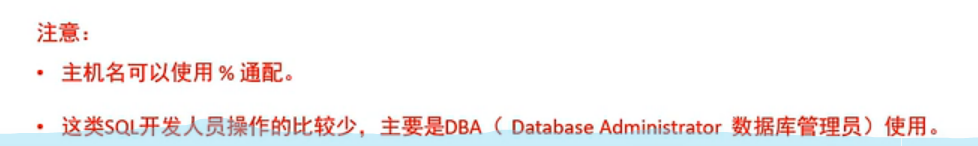 注意：
• 主机名可以使用 % 通配。
• 这类SQL开发人员操作的比较少，主要是DBA（ Database Administrator 数据库管理员）使用。